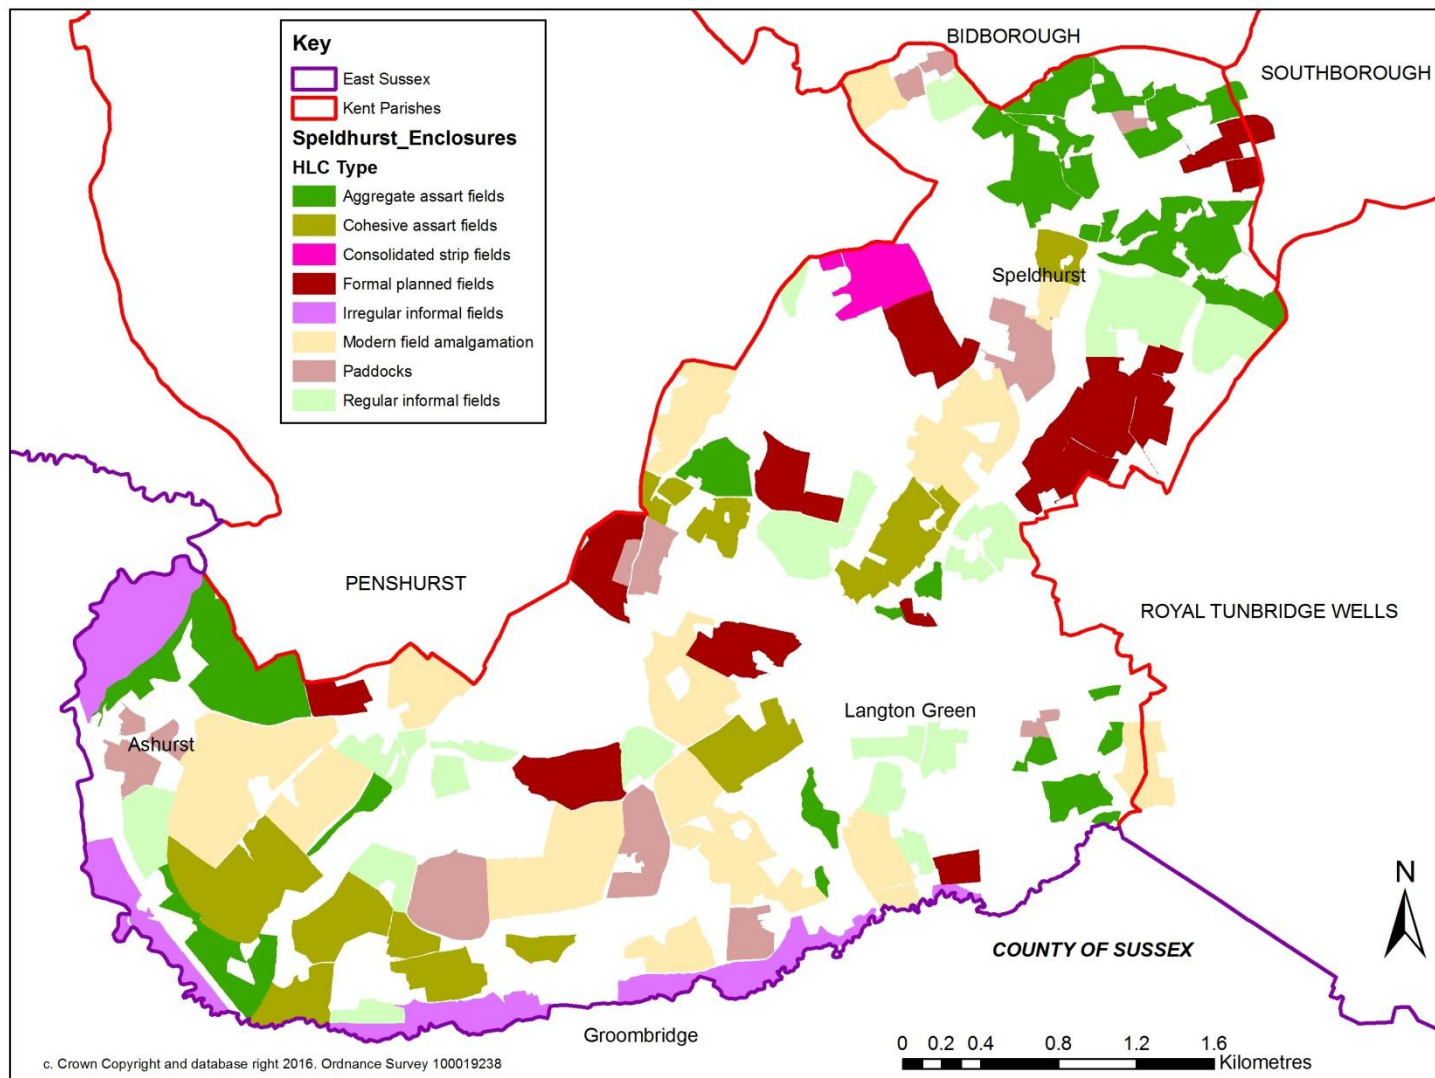 BIDBOROUGH
SOUTHBOROUGH
Key
East Sussex
Kent Parishes
Speldhurst_Enclosures
HLC Type
Aggregate assart fields
Cohesive assart fields
Consolidated strip fields
Formal planned fields
Irregular informal fields
Modern field amalgamation
Paddocks
Regular informal fields
Speldhurst
PENSHURST
ROYAL TUNBRIDGE WELLS
Langton Green
Ashurst
N
COUNTY OF SUSSEX
Groombridge
0 0.2 0.4 0.8 1.2 1.6
Kilometres
c. Crown Copyright and database right 2016. Ordnance Survey 100019238